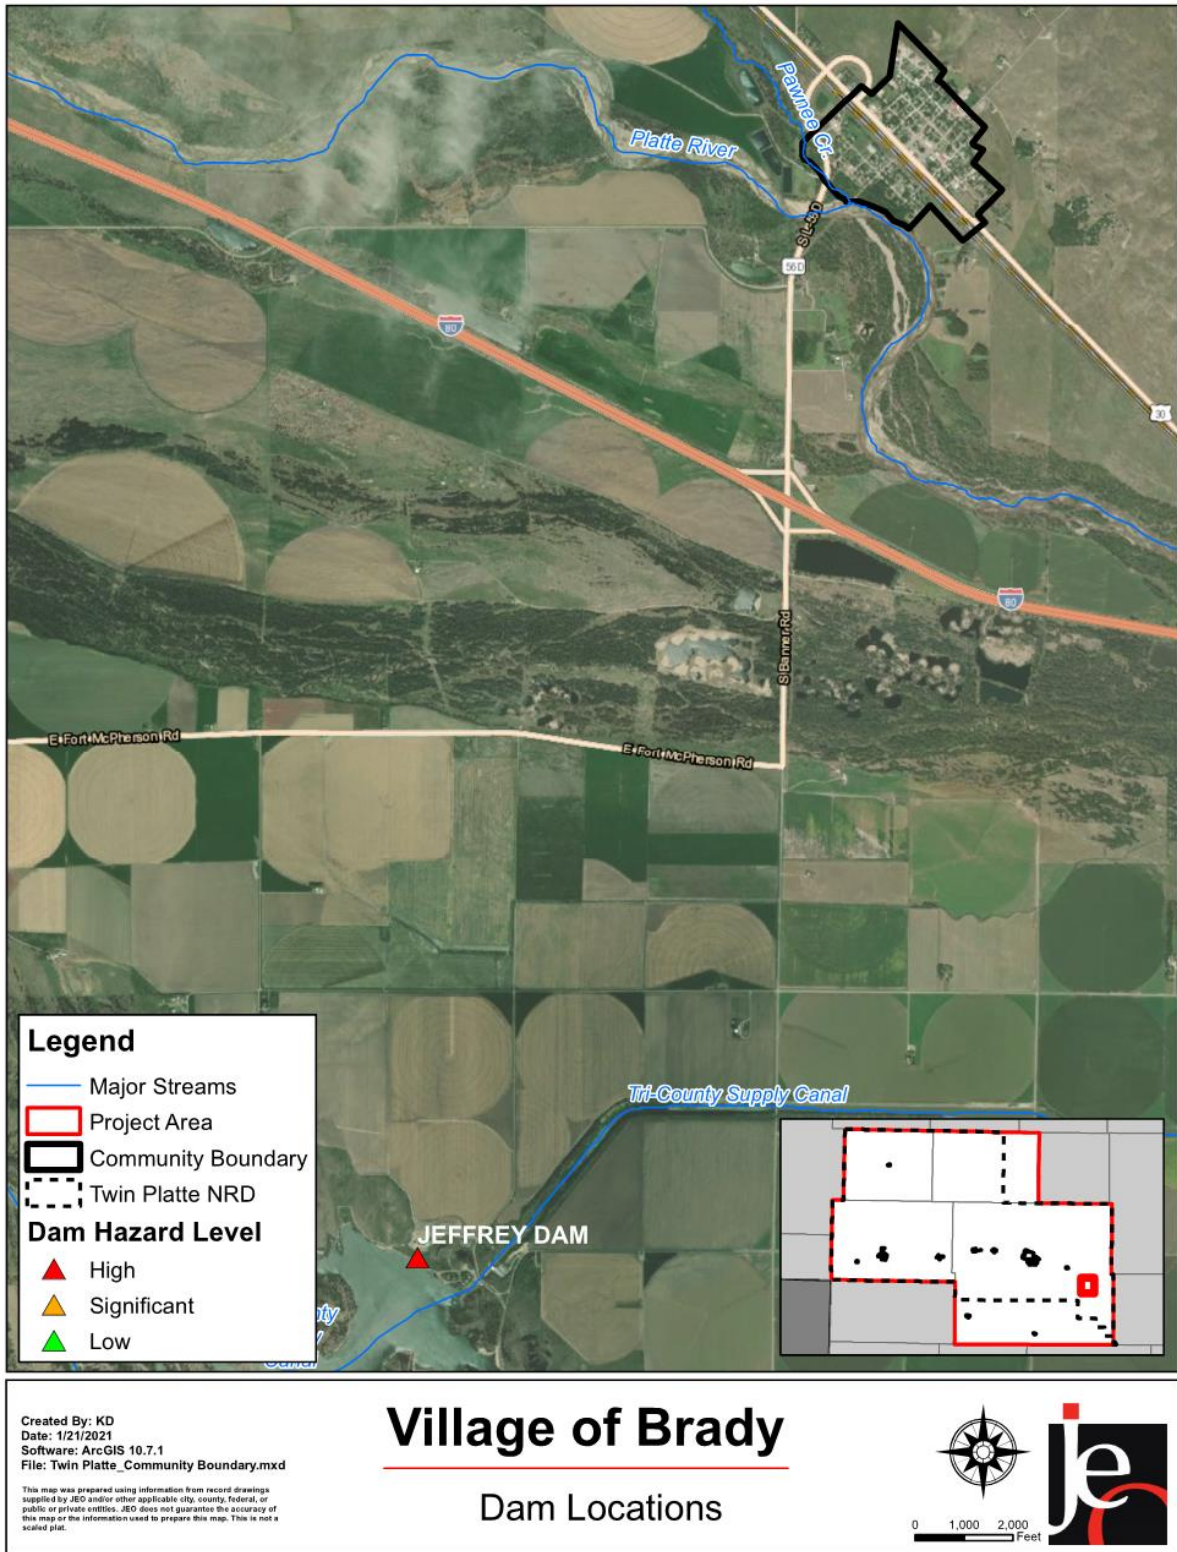 Pawnee Cr.
Platte River
S L-56D
56D
80
30
80
S Banner Rd
E Fort McPherson Rd
E Fort McPherson Rd
Tri-County Supply Canal
JEFFREY DAM
Legend
Major Streams
Project Area
Community Boundary
Twin Platte NRD
Dam Hazard Level
High
Significant
Low
Canal
Created By: KD
Date: 1/21/2021
Software: ArcGIS 10.7.1
File: Twin Platte_Community Boundary.mxd
This map was prepared using information from record drawings
supplied by JEO and/or other applicable city, county, federal, or
public or private entities. JEO does not guarantee the accuracy of
this map or the information used to prepare this map. This is not a
scaled plat.
Village of Brady
Dam Locations
0 1,000 2,000
Feet
jeo